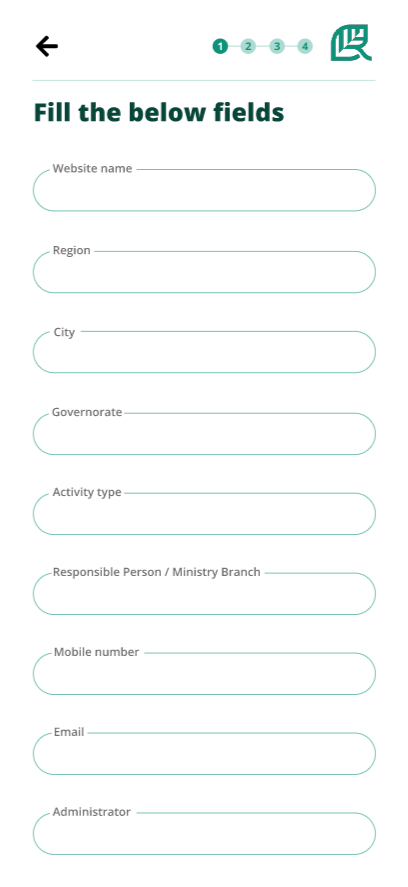 1 2 3 4
Fill the below fields
Website name
Region
City
Governorate
Activity type
Responsible Person / Ministry Branch
Mobile number
Email
Administrator